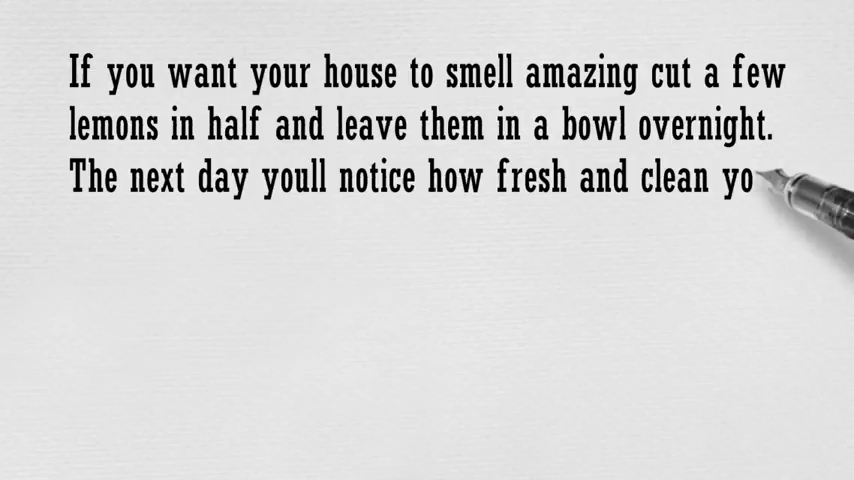 If you want your house to smell amazing cut a few
lemons in half and leave them in a bowl overnight.
The next day youll notice how fresh and clean yo